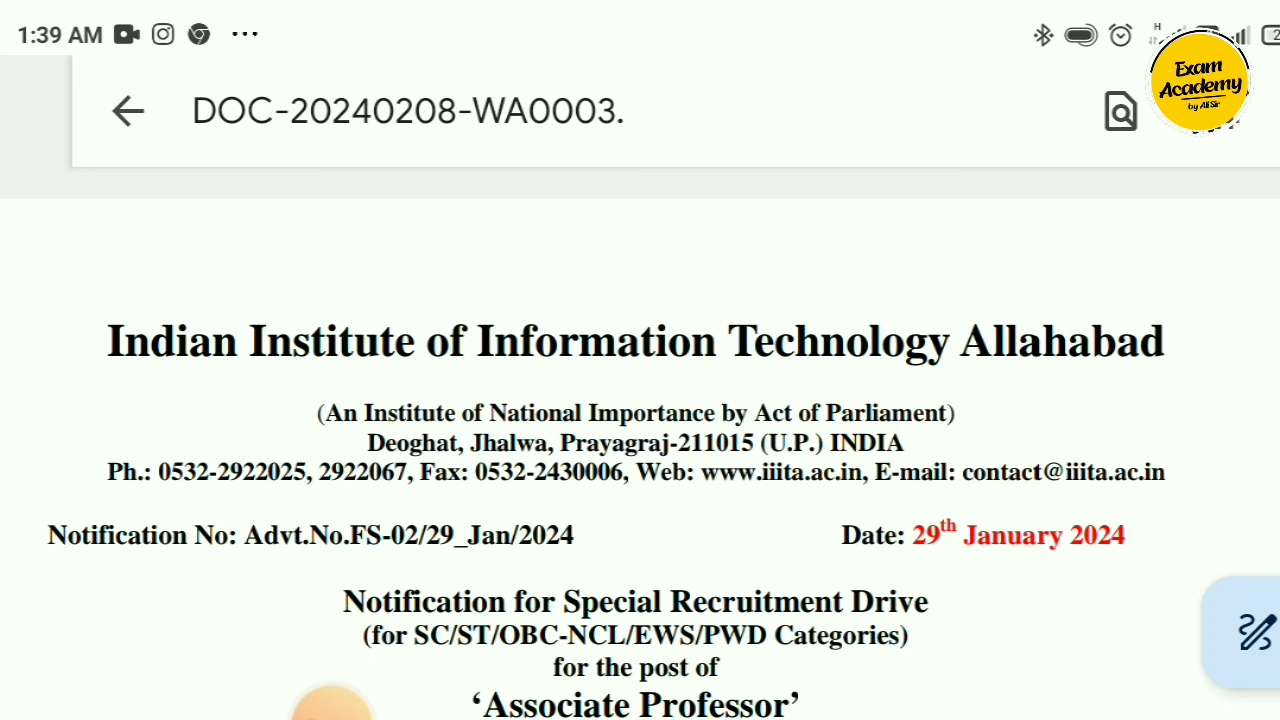 1:39 AM
Exam
Academy
by Ali Sir
DOC-20240208-WA0003.
Indian Institute of Information Technology Allahabad
(An Institute of National Importance by Act of Parliament)
Deoghat, Jhalwa, Prayagraj-211015 (U.P.) INDIA
Ph.: 0532-2922025, 2922067, Fax: 0532-2430006, Web: www.iiita.ac.in, E-mail: contact@iiita.ac.in
Notification No: Advt.No.FS-02/29_Jan/2024 Date: 29th January 2024
Notification for Special Recruitment Drive
(for SC/ST/OBC-NCL/EWS/PWD Categories)
for the post of
‘Associate Professor’